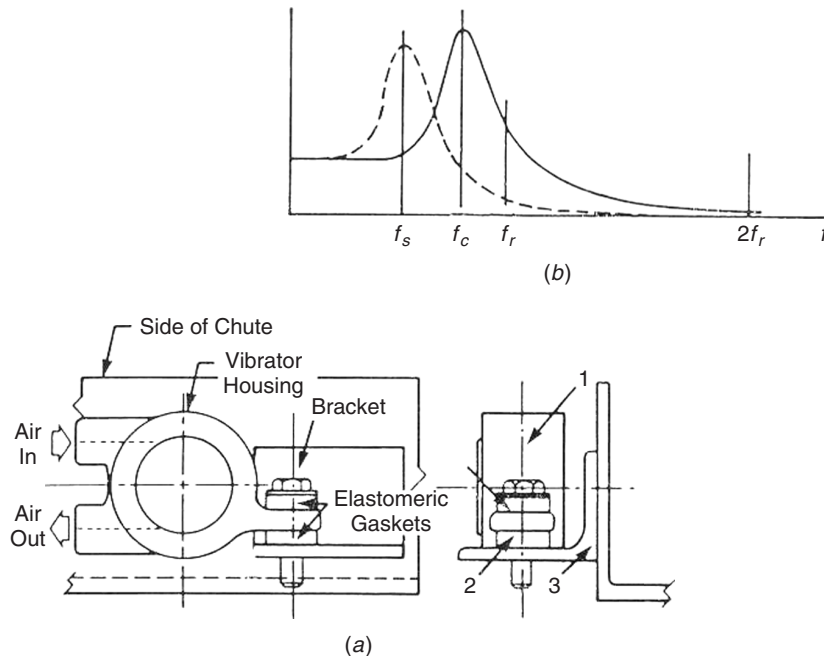 f_s f_c f_r 2f_r f
(b)
Side of Chute
Vibrator
Housing
Bracket
Air
In
Elastomeric
Gaskets
Air
Out
1
2
3
(a)